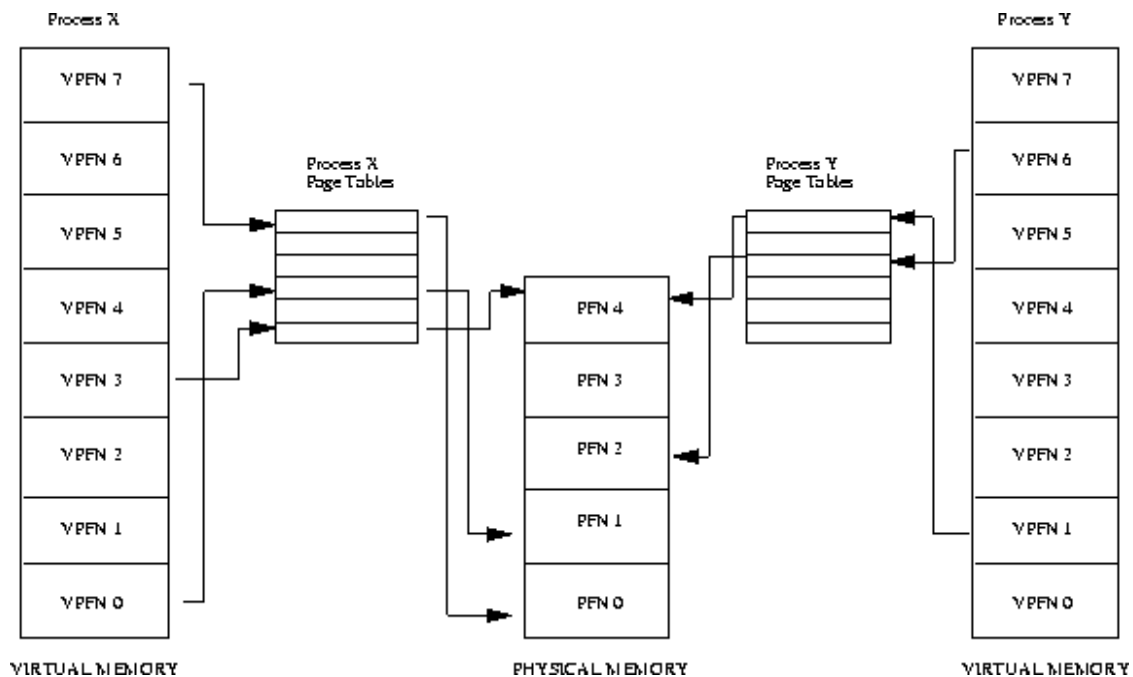 Process X
Process Y
VPFN 7
VPFN 6
VPFN 5
VPFN 4
VPFN 3
VPFN 2
VPFN 1
VPFN 0
VIRTUAL MEMORY
Process X
Page Tables
PFN 4
PFN 3
PFN 2
PFN 1
PFN 0
PHYSICAL MEMORY
Process Y
Page Tables
VPFN 7
VPFN 6
VPFN 5
VPFN 4
VPFN 3
VPFN 2
VPFN 1
VPFN 0
VIRTUAL MEMORY